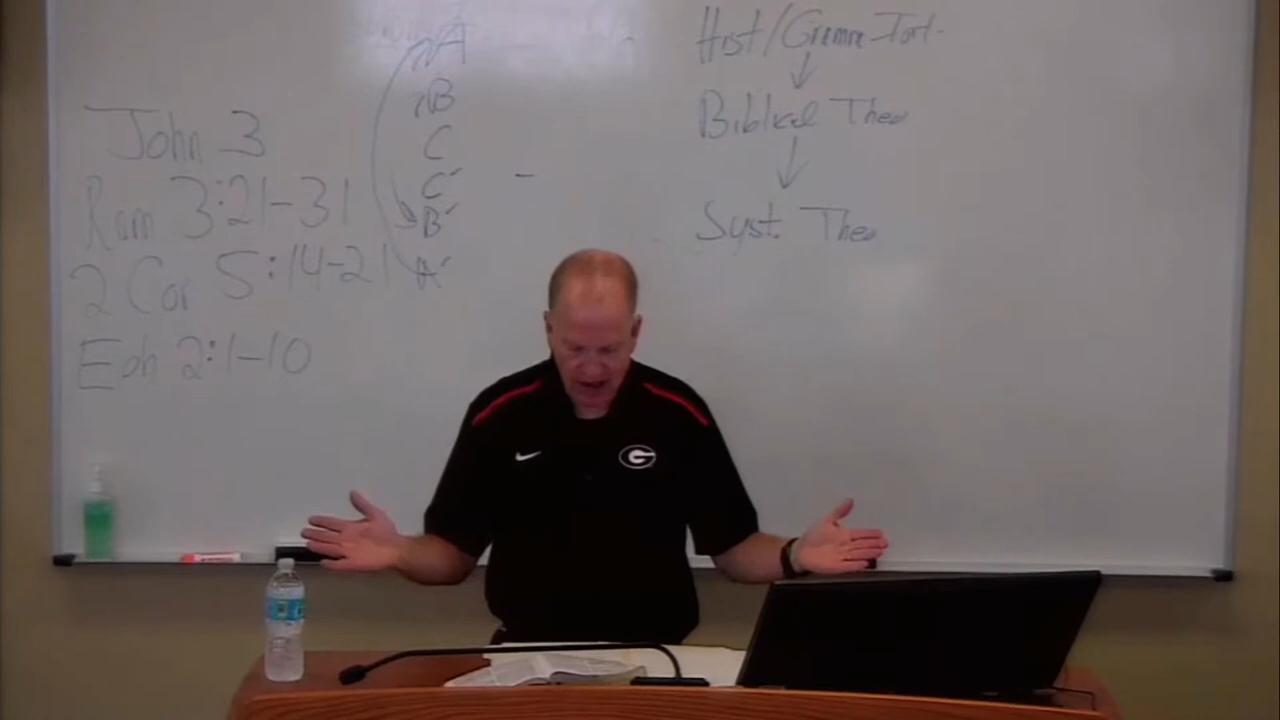 John 3
Rom 3:21-31
2 Cor 5:14-21
Eph 2:1-10
A
B
C
C´
B´
A´
Hist/Gramm Int.
↓
Biblical Theo
↓
Syst. Theo
G